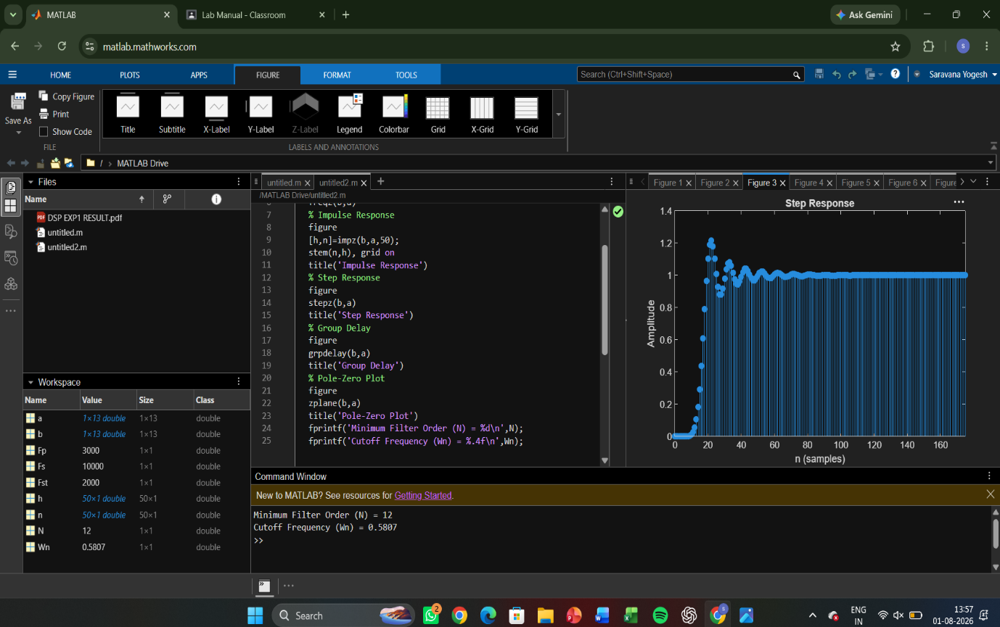 MATLAB
Lab Manual - Classroom
Ask Gemini
matlab.mathworks.com
S
HOME PLOTS APPS FIGURE FORMAT TOOLS
Search (Ctrl+Shift+Space)
Saravana Yogesh
Save As
Copy Figure
Print
Show Code
FILE
Title Subtitle X-Label Y-Label Z-Label Legend Colorbar Grid X-Grid Y-Grid
LABELS AND ANNOTATIONS
/ > MATLAB Drive
Files
Name
DSP EXP1 RESULT.pdf
untitled.m
untitled2.m
Workspace
Name Value Size Class
a 1×13 double 1×13 double
b 1×13 double 1×13 double
Fp 3000 1×1 double
Fs 10000 1×1 double
Fst 2000 1×1 double
h 50×1 double 50×1 double
n 50×1 double 50×1 double
N 12 1×1 double
Wn 0.5807 1×1 double
untitled.m untitled2.m
/MATLAB Drive/untitled2.m
6 freqz(b,a)
7 % Impulse Response
8 figure
9 [h,n]=impz(b,a,50);
10 stem(n,h), grid on
11 title('Impulse Response')
12 % Step Response
13 figure
14 stepz(b,a)
15 title('Step Response')
16 % Group Delay
17 figure
18 grpdelay(b,a)
19 title('Group Delay')
20 % Pole-Zero Plot
21 figure
22 zplane(b,a)
23 title('Pole-Zero Plot')
24 fprintf('Minimum Filter Order (N) = %d\n',N);
25 fprintf('Cutoff Frequency (Wn) = %.4f\n',Wn);
Figure 1 Figure 2 Figure 3 Figure 4 Figure 5 Figure 6 Figure
Step Response
1.4
1.2
1
0.8
0.6
0.4
0.2
0
Amplitude
0 20 40 60 80 100 120 140 160
n (samples)
Command Window
New to MATLAB? See resources for Getting Started.
Minimum Filter Order (N) = 12
Cutoff Frequency (Wn) = 0.5807
>>
Search
2
ENG
IN
13:57
01-08-2026